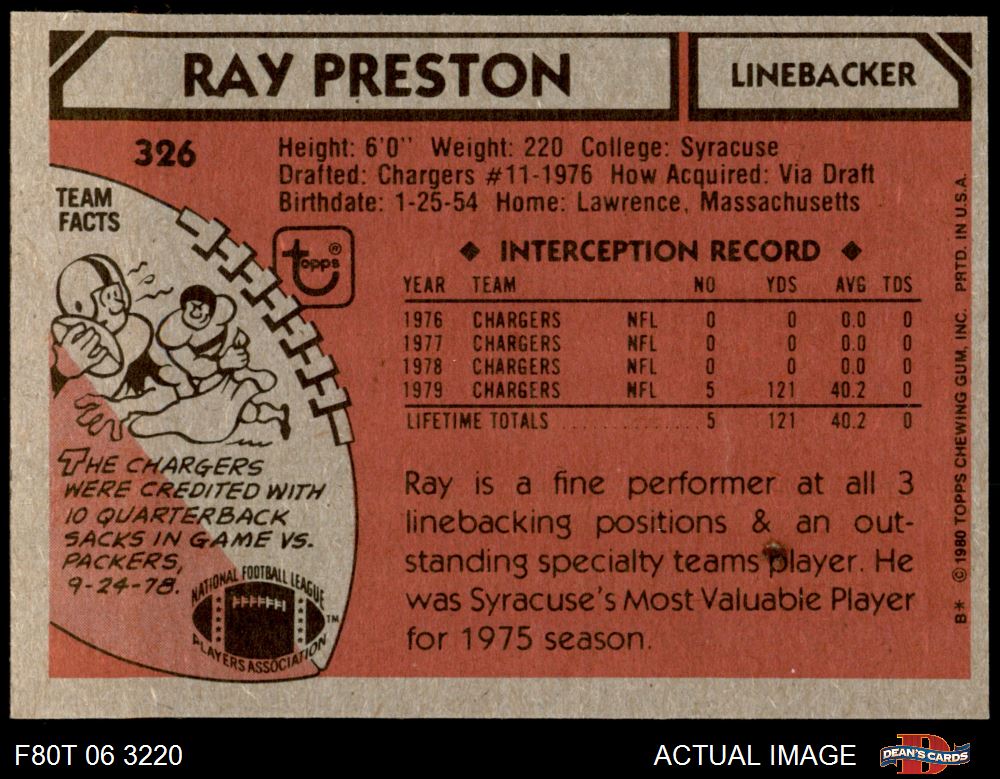 RAY PRESTON
LINEBACKER
326
Height: 6'0" Weight: 220 College: Syracuse
Drafted: Chargers #11-1976 How Acquired: Via Draft
Birthdate: 1-25-54 Home: Lawrence, Massachusetts
TEAM
FACTS
Topps ®
◆ INTERCEPTION RECORD ◆
YEAR TEAM NO YDS AVG TDS
1976 CHARGERS NFL 0 0 0.0 0
1977 CHARGERS NFL 0 0 0.0 0
1978 CHARGERS NFL 0 0 0.0 0
1979 CHARGERS NFL 5 121 40.2 0
LIFETIME TOTALS . . . . . . . . . . . . . 5 121 40.2 0
THE CHARGERS
WERE CREDITED WITH
10 QUARTERBACK
SACKS IN GAME VS.
PACKERS,
9-24-78.
NATIONAL FOOTBALL LEAGUE
PLAYERS ASSOCIATION
TM
Ray is a fine performer at all 3
linebacking positions & an out-
standing specialty teams player. He
was Syracuse's Most Valuable Player
for 1975 season.
B* © 1980 TOPPS CHEWING GUM, INC. PRTD. IN U.S.A.
F80T 06 3220
ACTUAL IMAGE
DEAN'S CARDS